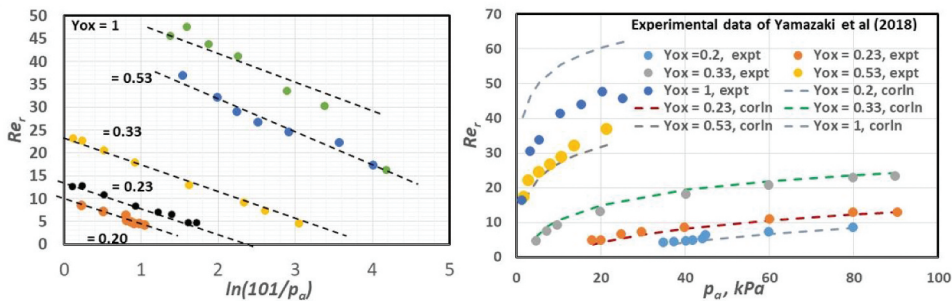 Yox = 1
= 0.53
= 0.33
= 0.23
= 0.20
50
45
40
35
30
25
20
15
10
5
0
0 1 2 3 4 5
Re_r
ln(101/p_a)
Experimental data of Yamazaki et al (2018)
Yox =0.2, expt
Yox = 0.23, expt
Yox = 0.33, expt
Yox = 0.53, expt
Yox = 1, expt
Yox = 0.2, corln
Yox = 0.23, corln
Yox = 0.33, corln
Yox = 0.53, corln
Yox = 1, corln
70
60
50
40
30
20
10
0
0 20 40 60 80 100
Re_r
p_a, kPa